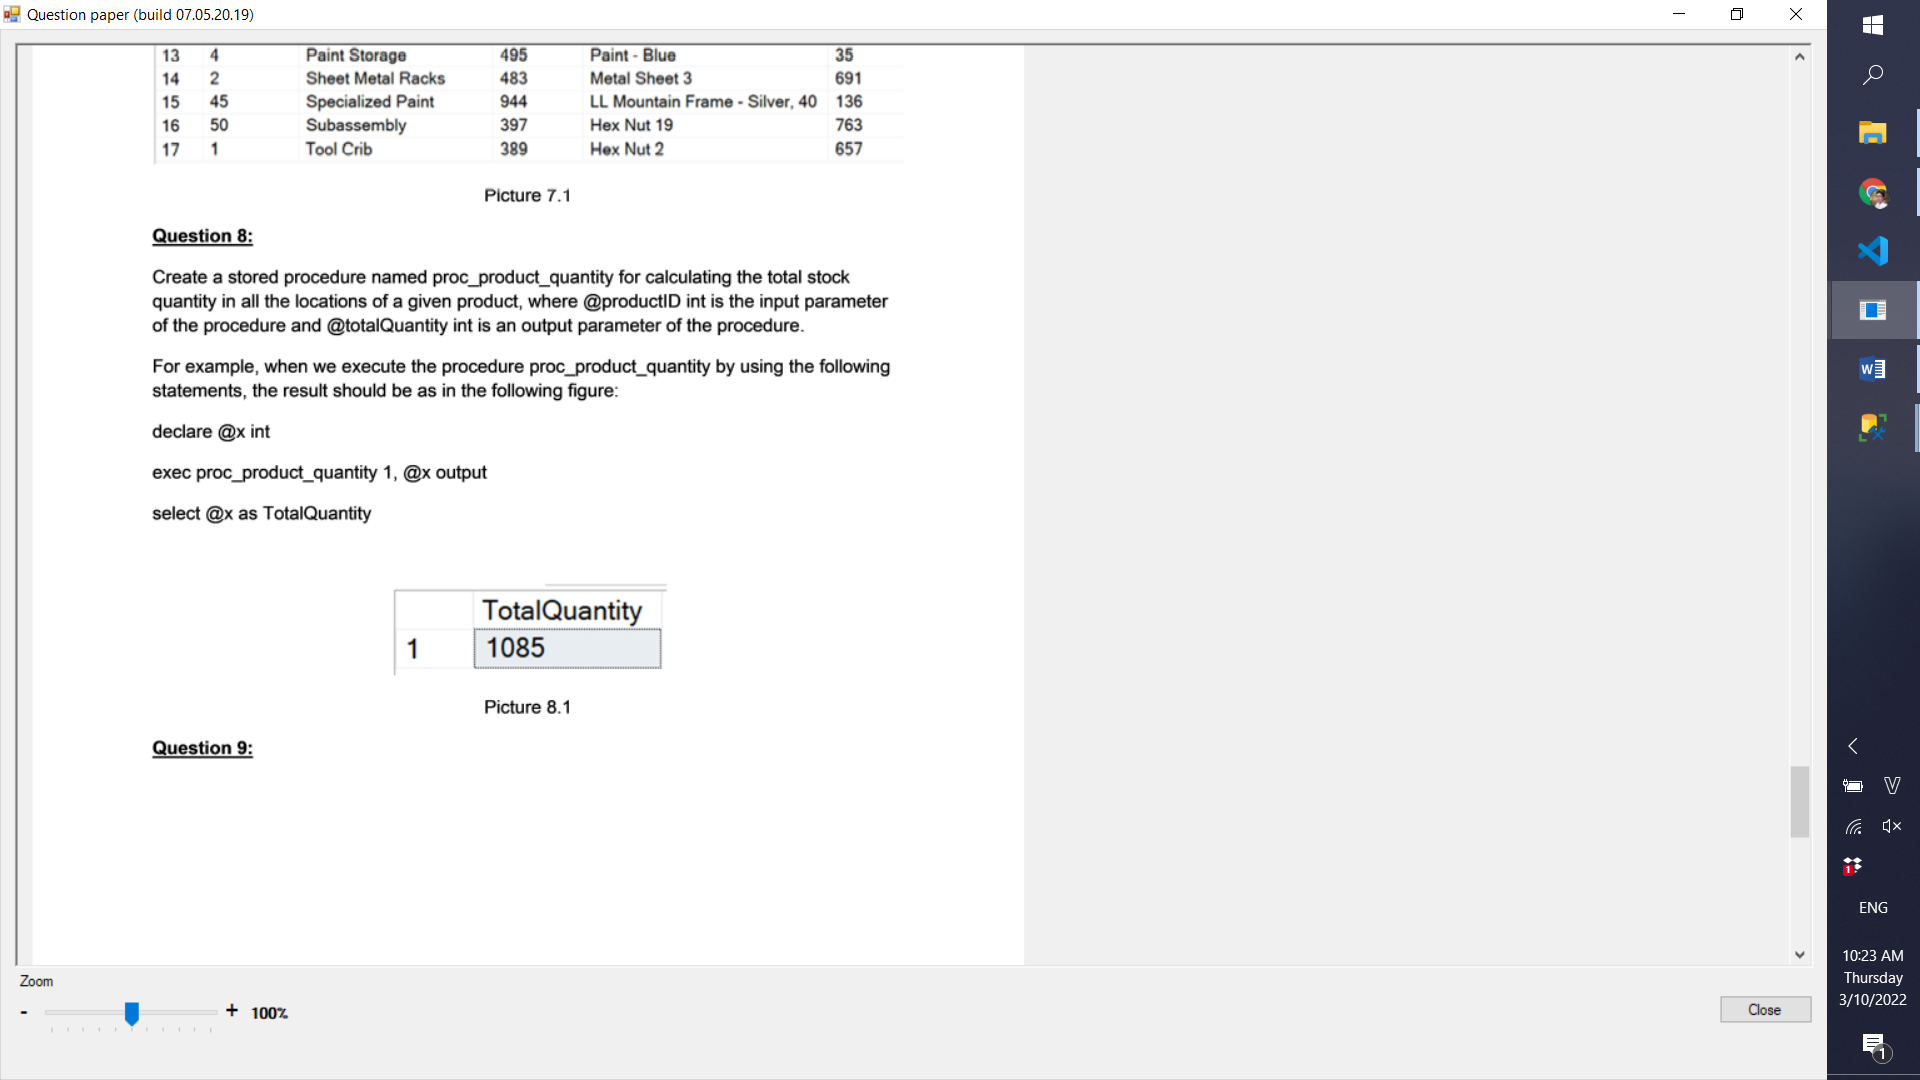 Question paper (build 07.05.20.19)
13 4 Paint Storage 495 Paint - Blue 35
14 2 Sheet Metal Racks 483 Metal Sheet 3 691
15 45 Specialized Paint 944 LL Mountain Frame - Silver, 40 136
16 50 Subassembly 397 Hex Nut 19 763
17 1 Tool Crib 389 Hex Nut 2 657
Picture 7.1
Question 8:
Create a stored procedure named proc_product_quantity for calculating the total stock
quantity in all the locations of a given product, where @productID int is the input parameter
of the procedure and @totalQuantity int is an output parameter of the procedure.
For example, when we execute the procedure proc_product_quantity by using the following
statements, the result should be as in the following figure:
declare @x int
exec proc_product_quantity 1, @x output
select @x as TotalQuantity
TotalQuantity
1 1085
Picture 8.1
Question 9:
Zoom
- + 100%
Close
W
V
1
ENG
10:23 AM
Thursday
3/10/2022
1